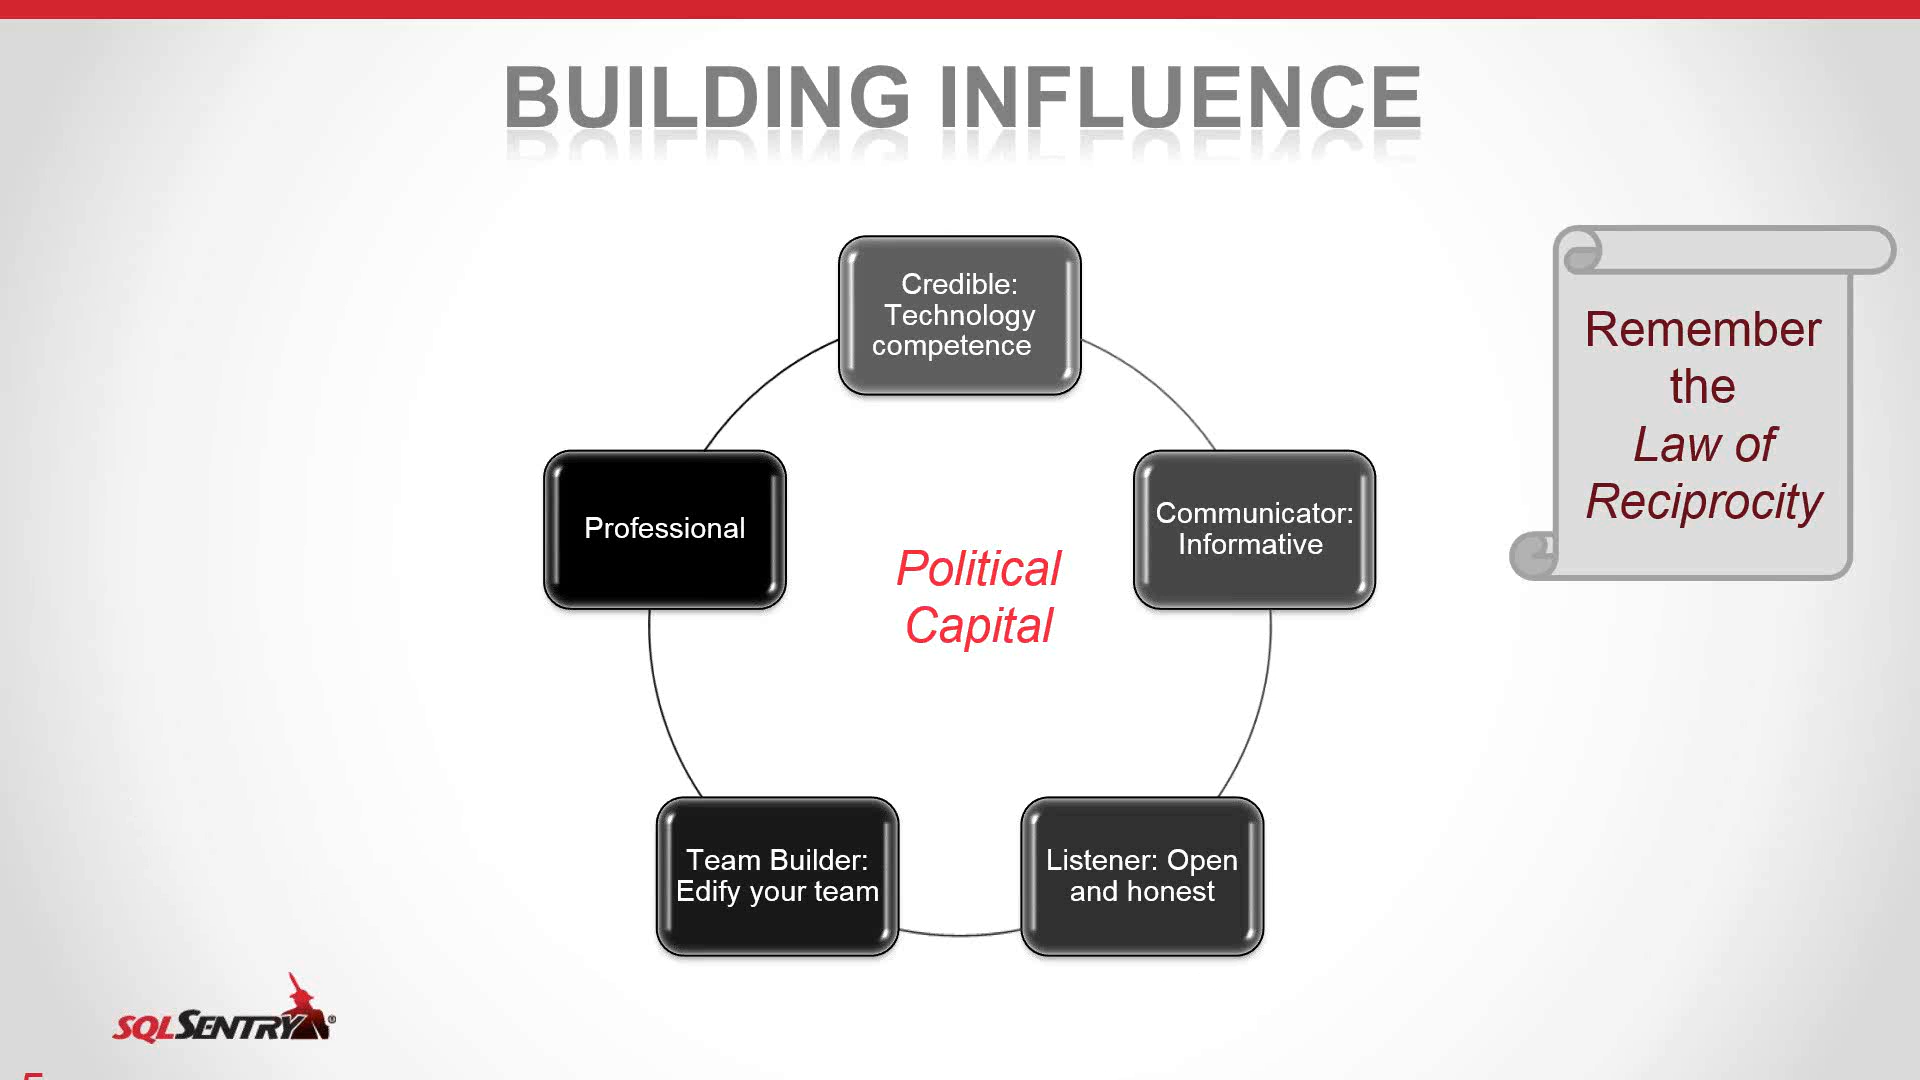 BUILDING INFLUENCE
Credible:
Technology
competence
Professional
Communicator:
Informative
Political
Capital
Team Builder:
Edify your team
Listener: Open
and honest
Remember
the
Law of
Reciprocity
SQLSENTRY®